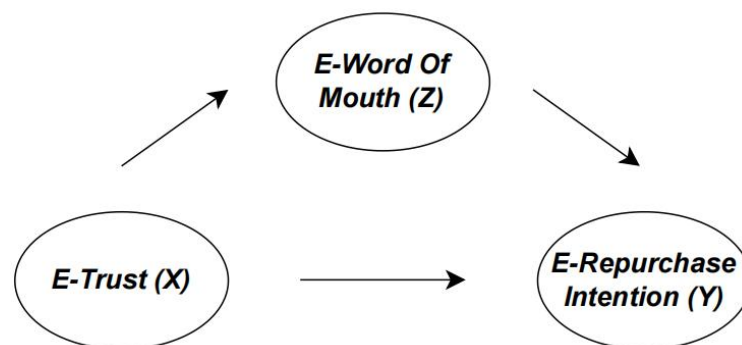 E-Word Of
Mouth (Z)
E-Trust (X)
E-Repurchase
Intention (Y)